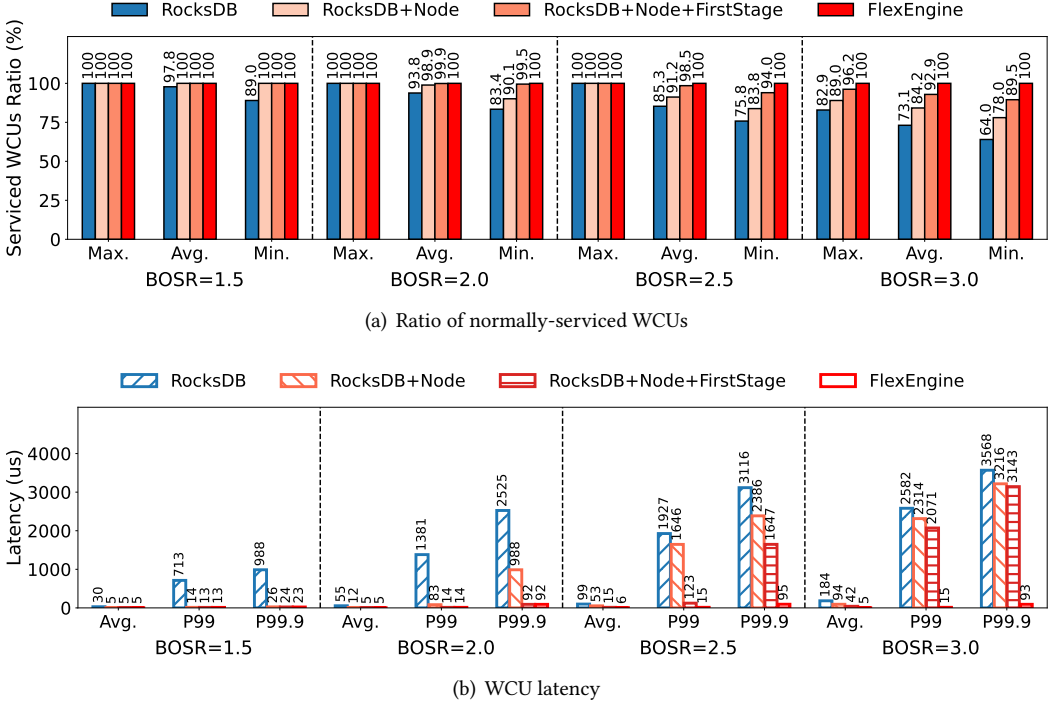 RocksDB RocksDB+Node RocksDB+Node+FirstStage FlexEngine
Serviced WCUs Ratio (%)
100
75
50
25
0
100 100 100 100 97.8 100 100 100 89.0 100 100 100
100 100 100 100 93.8 98.9 99.9 100 83.4 90.1 99.5 100
100 100 100 100 85.3 91.2 98.5 100 75.8 83.8 94.0 100
82.9 89.0 96.2 100 73.1 84.2 92.9 100 64.0 78.0 89.5 100
Max. Avg. Min. Max. Avg. Min. Max. Avg. Min. Max. Avg. Min.
BOSR=1.5 BOSR=2.0 BOSR=2.5 BOSR=3.0
(a) Ratio of normally-serviced WCUs
RocksDB RocksDB+Node RocksDB+Node+FirstStage FlexEngine
Latency (us)
4000
3000
2000
1000
0
30 5 5 5 713 14 13 13 988 26 24 23
55 12 5 5 1381 83 14 14 2525 988 92 92
99 53 15 6 1927 1646 123 15 3116 2386 1647 95
184 94 42 5 2582 2314 2071 15 3568 3216 3143 93
Avg. P99 P99.9 Avg. P99 P99.9 Avg. P99 P99.9 Avg. P99 P99.9
BOSR=1.5 BOSR=2.0 BOSR=2.5 BOSR=3.0
(b) WCU latency